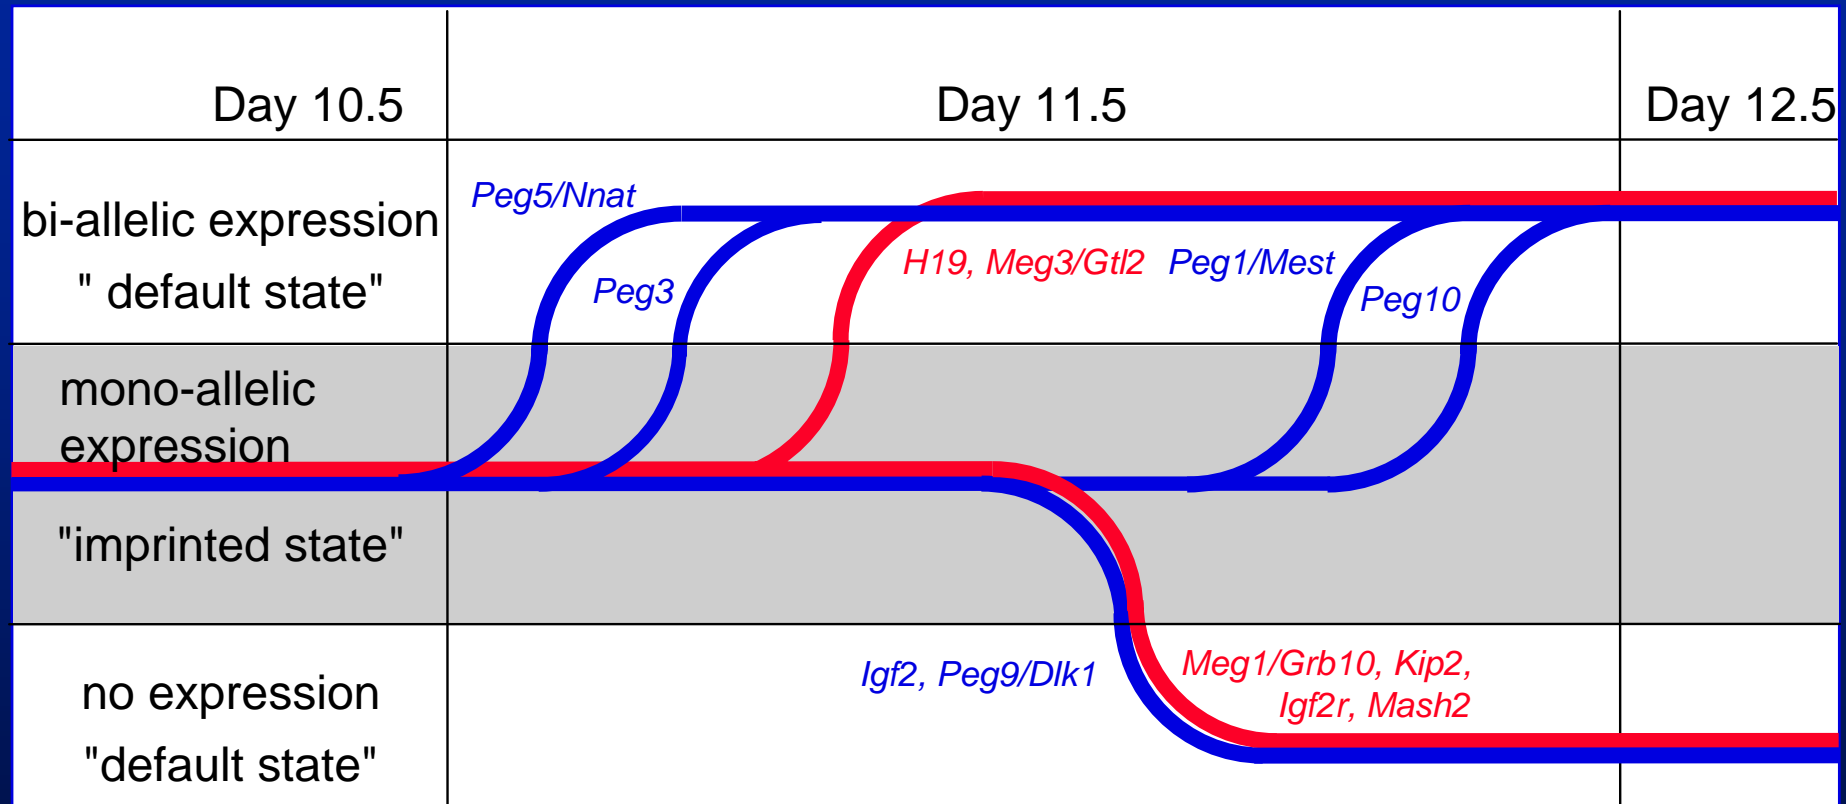 Day 10.5
Day 11.5
Day 12.5
bi-allelic expression
" default state"
Peg5/Nnat
Peg3
H19, Meg3/Gtl2
Peg1/Mest
Peg10
mono-allelic
expression
"imprinted state"
no expression
"default state"
Igf2, Peg9/Dlk1
Meg1/Grb10, Kip2,
Igf2r, Mash2